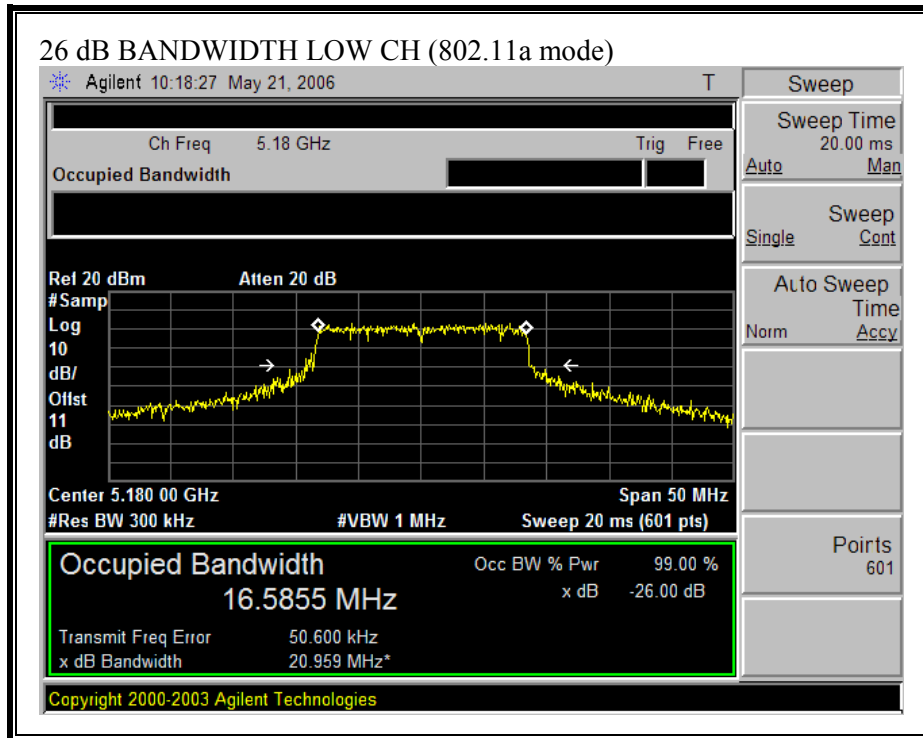 26 dB BANDWIDTH LOW CH (802.11a mode)
Agilent 10:18:27 May 21, 2006 T
Ch Freq 5.18 GHz Trig Free
Occupied Bandwidth
Ref 20 dBm Atten 20 dB
#Samp
Log
10
dB/
Offst
11
dB
Center 5.180 00 GHz Span 50 MHz
#Res BW 300 kHz #VBW 1 MHz Sweep 20 ms (601 pts)
Occupied Bandwidth Occ BW % Pwr 99.00 %
16.5855 MHz x dB -26.00 dB
Transmit Freq Error 50.600 kHz
x dB Bandwidth 20.959 MHz*
Copyright 2000-2003 Agilent Technologies
Sweep
Sweep Time
20.00 ms
Auto Man
Sweep
Single Cont
Auto Sweep
Time
Norm Accy
Points
601